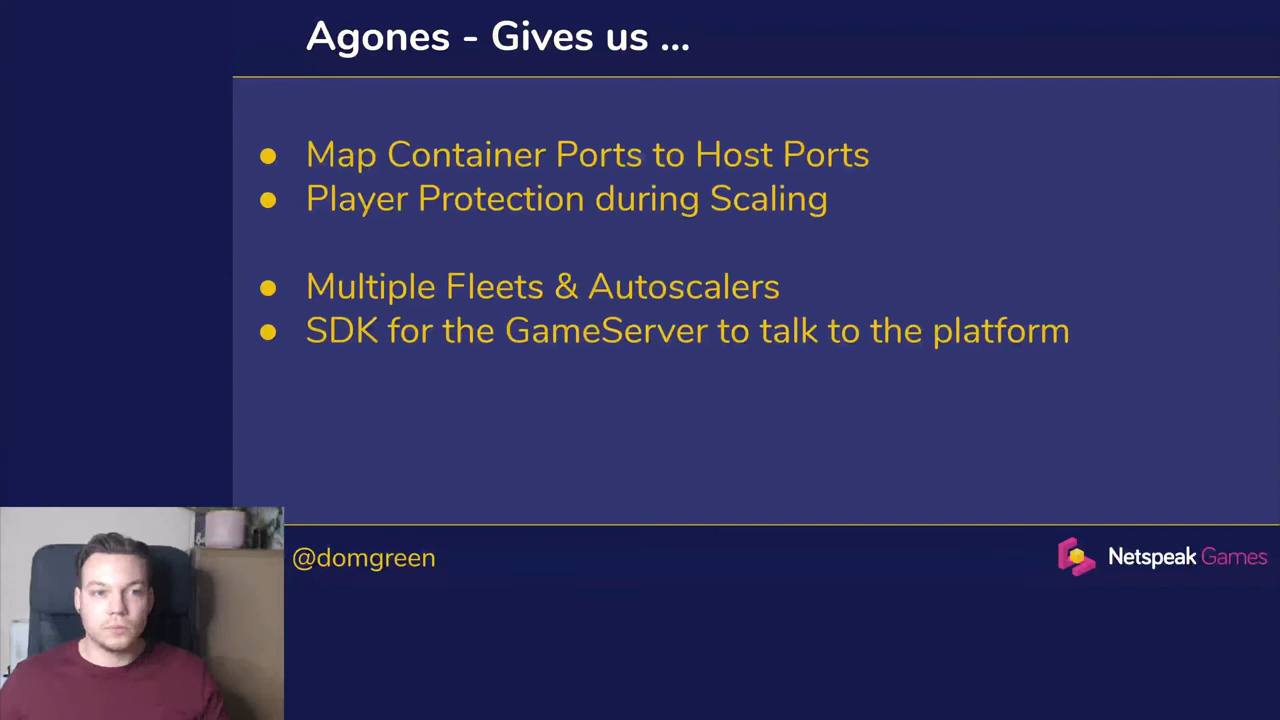 Agones - Gives us ...
● Map Container Ports to Host Ports
● Player Protection during Scaling
● Multiple Fleets & Autoscalers
● SDK for the GameServer to talk to the platform
@domgreen
Netspeak Games